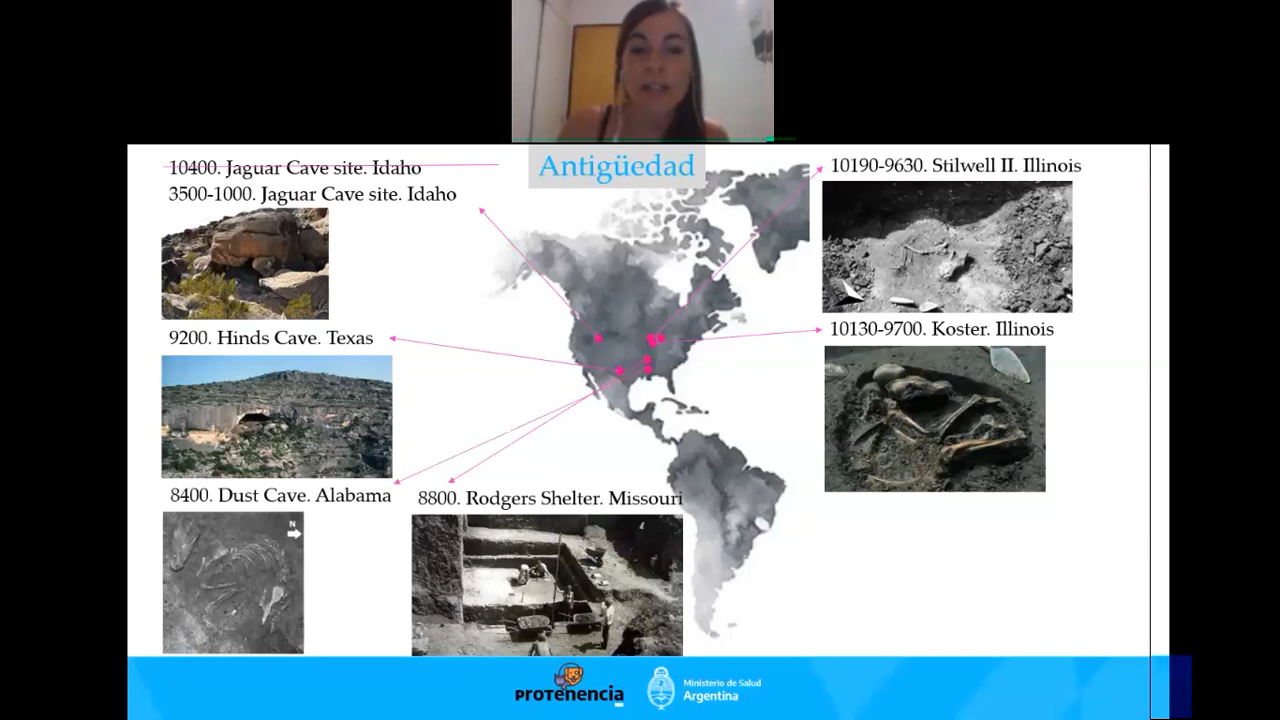 Antigüedad
10400. Jaguar Cave site. Idaho
3500-1000. Jaguar Cave site. Idaho
9200. Hinds Cave. Texas
8400. Dust Cave. Alabama
N
8800. Rodgers Shelter. Missouri
10190-9630. Stilwell II. Illinois
10130-9700. Koster. Illinois
PROTENENCIA
Ministerio de Salud
Argentina